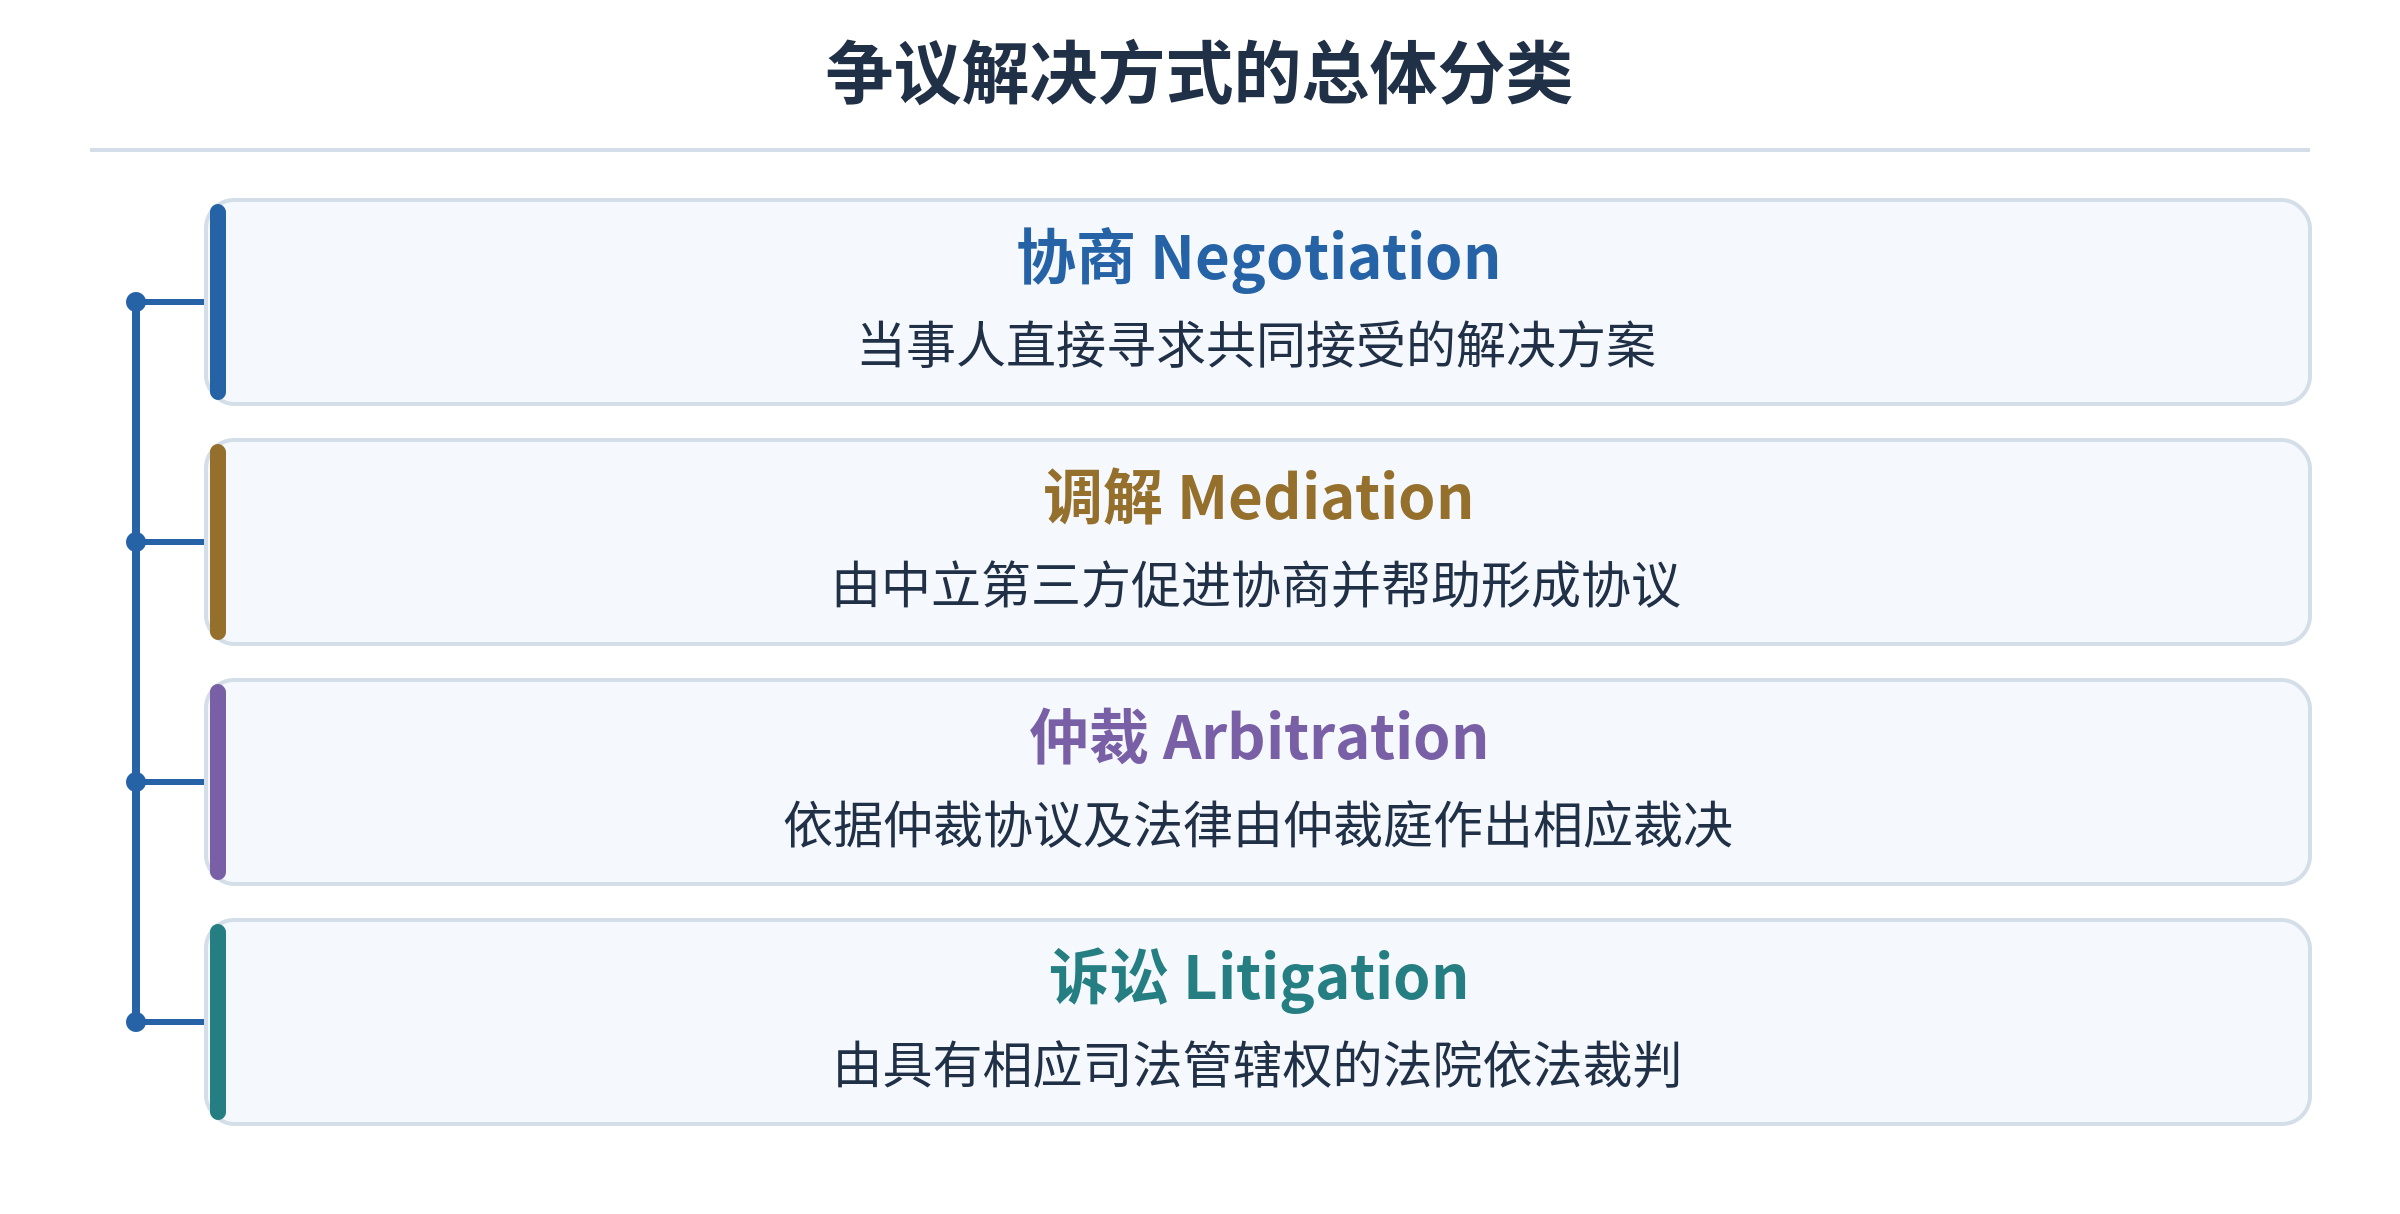 争议解决方式的总体分类
协商 Negotiation
当事人直接寻求共同接受的解决方案
调解 Mediation
由中立第三方促进协商并帮助形成协议
仲裁 Arbitration
依据仲裁协议及法律由仲裁庭作出相应裁决
诉讼 Litigation
由具有相应司法管辖权的法院依法裁判